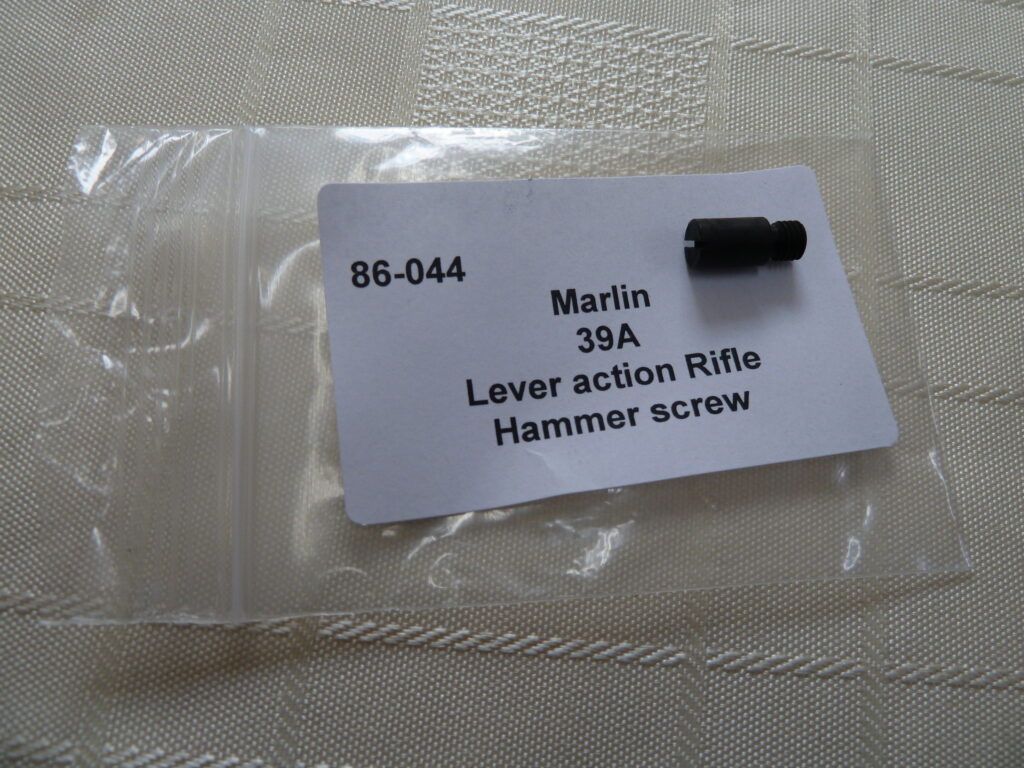 86-044
Marlin
39A
Lever action Rifle
Hammer screw